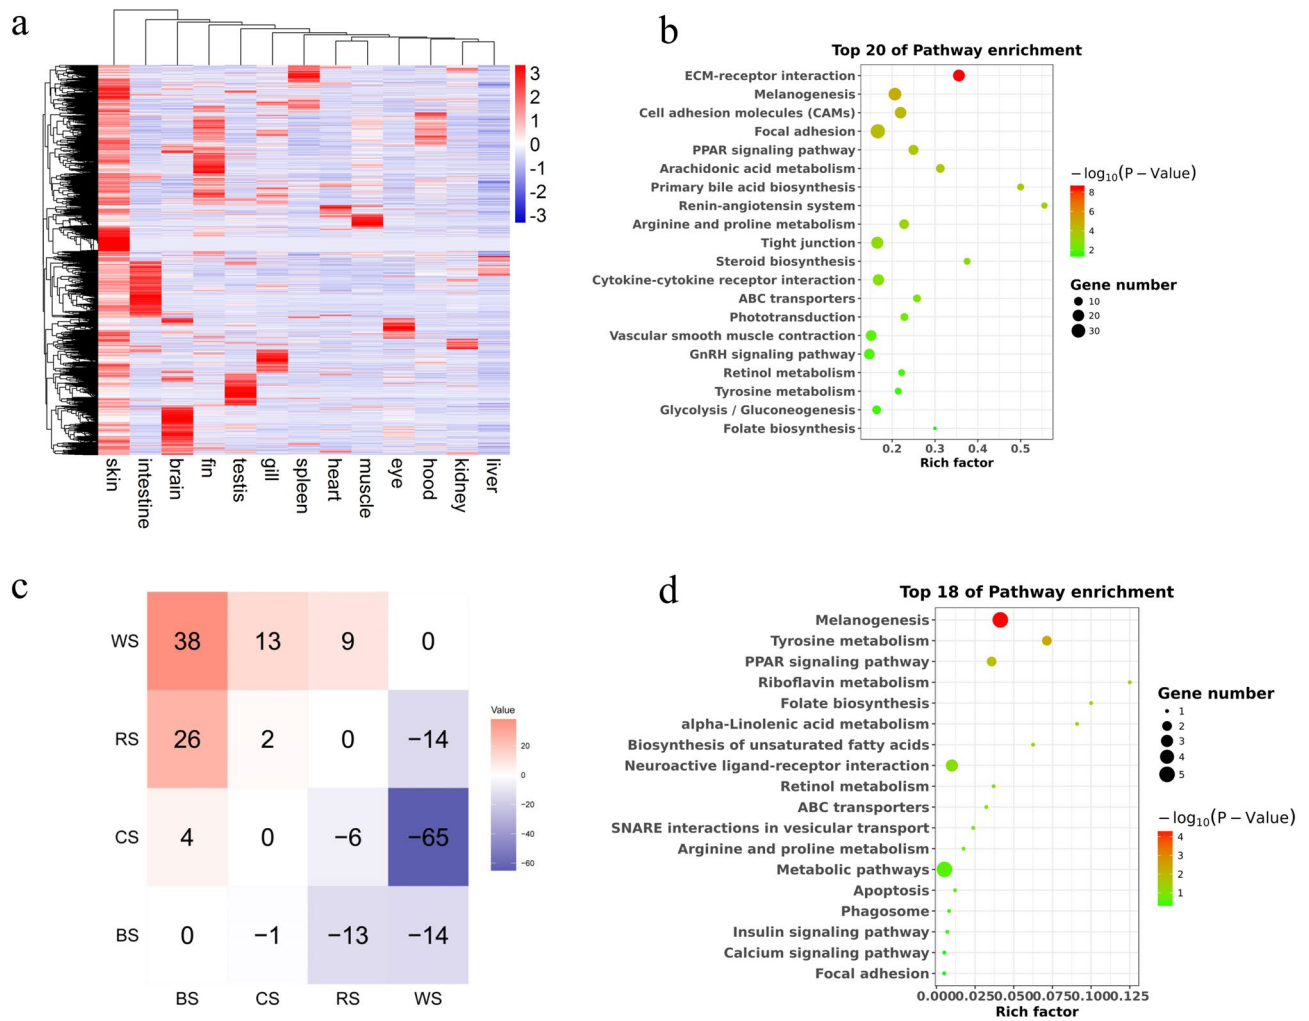 a
3
2
1
0
-1
-2
-3
skin
intestine
brain
fin
testis
gill
spleen
heart
muscle
eye
hood
kidney
liver
b
Top 20 of Pathway enrichment
ECM-receptor interaction
Melanogenesis
Cell adhesion molecules (CAMs)
Focal adhesion
PPAR signaling pathway
Arachidonic acid metabolism
Primary bile acid biosynthesis
Renin-angiotensin system
Arginine and proline metabolism
Tight junction
Steroid biosynthesis
Cytokine-cytokine receptor interaction
ABC transporters
Phototransduction
Vascular smooth muscle contraction
GnRH signaling pathway
Retinol metabolism
Tyrosine metabolism
Glycolysis / Gluconeogenesis
Folate biosynthesis
0.2 0.3 0.4 0.5
Rich factor
−log10(P − Value)
8
6
4
2
Gene number
10
20
30
c
WS 38 13 9 0
RS 26 2 0 −14
CS 4 0 −6 −65
BS 0 −1 −13 −14
BS CS RS WS
Value
20
0
−20
−40
−60
d
Top 18 of Pathway enrichment
Melanogenesis
Tyrosine metabolism
PPAR signaling pathway
Riboflavin metabolism
Folate biosynthesis
alpha-Linolenic acid metabolism
Biosynthesis of unsaturated fatty acids
Neuroactive ligand-receptor interaction
Retinol metabolism
ABC transporters
SNARE interactions in vesicular transport
Arginine and proline metabolism
Metabolic pathways
Apoptosis
Phagosome
Insulin signaling pathway
Calcium signaling pathway
Focal adhesion
0.000 0.025 0.050 0.075 0.100 0.125
Rich factor
Gene number
1
2
3
4
5
−log10(P − Value)
4
3
2
1